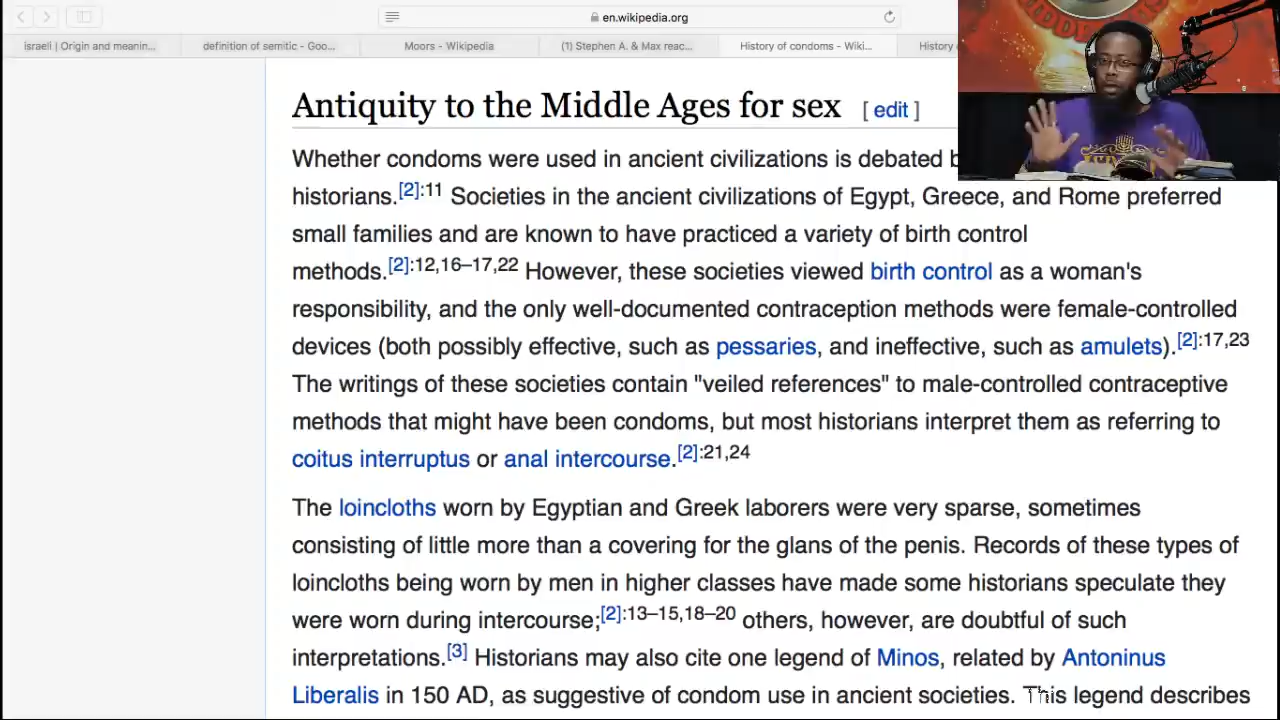 en.wikipedia.org
Israeli | Origin and meanin...
definition of semitic - Goo...
Moors - Wikipedia
(1) Stephen A. & Max reac...
History of condoms - Wiki...
History
Antiquity to the Middle Ages for sex [ edit ]
Whether condoms were used in ancient civilizations is debated b
historians.[2]:11 Societies in the ancient civilizations of Egypt, Greece, and Rome preferred
small families and are known to have practiced a variety of birth control
methods.[2]:12,16–17,22 However, these societies viewed birth control as a woman's
responsibility, and the only well-documented contraception methods were female-controlled
devices (both possibly effective, such as pessaries, and ineffective, such as amulets).[2]:17,23
The writings of these societies contain "veiled references" to male-controlled contraceptive
methods that might have been condoms, but most historians interpret them as referring to
coitus interruptus or anal intercourse.[2]:21,24
The loincloths worn by Egyptian and Greek laborers were very sparse, sometimes
consisting of little more than a covering for the glans of the penis. Records of these types of
loincloths being worn by men in higher classes have made some historians speculate they
were worn during intercourse;[2]:13–15,18–20 others, however, are doubtful of such
interpretations.[3] Historians may also cite one legend of Minos, related by Antoninus
Liberalis in 150 AD, as suggestive of condom use in ancient societies. This legend describes